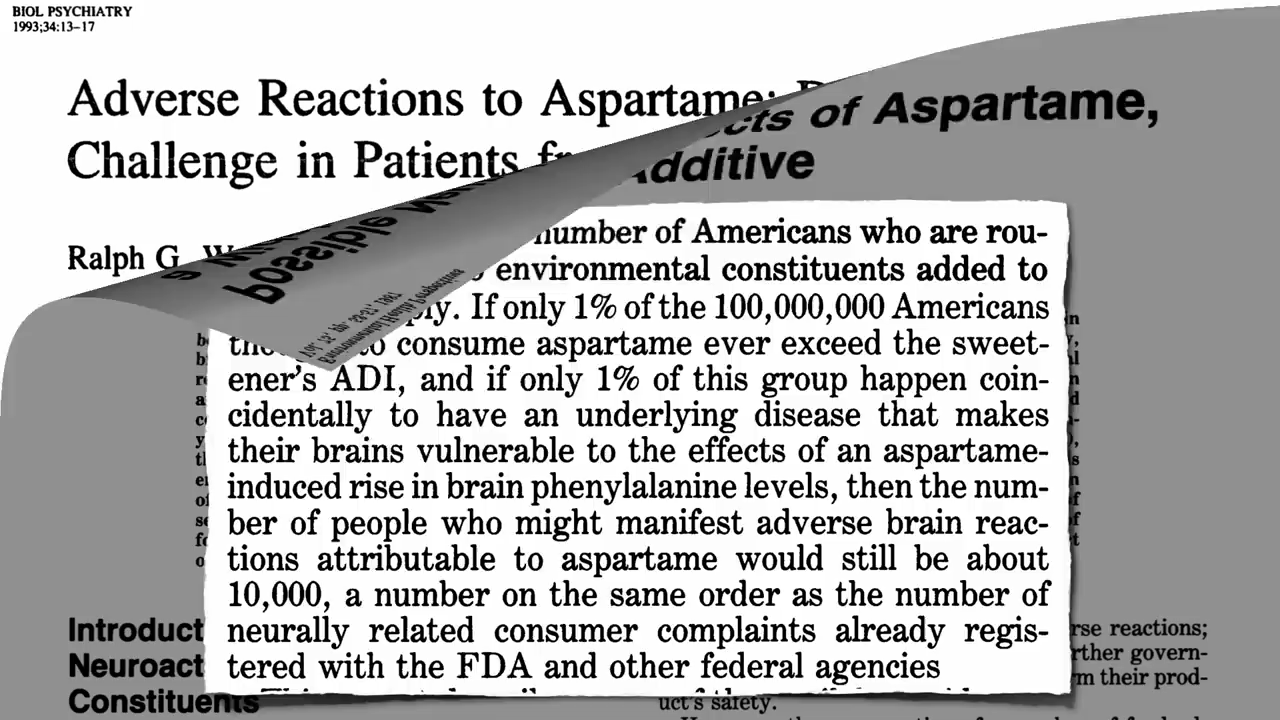 BIOL PSYCHIATRY
1993;34:13–17
Adverse Reactions to Aspartame:
Challenge in Patients
of Aspartame,
Additive
Ralph G.
possible
number of Americans who are rou-
environmental constituents added to
If only 1% of the 100,000,000 Americans
to consume aspartame ever exceed the sweet-
ener's ADI, and if only 1% of this group happen coin-
cidentally to have an underlying disease that makes
their brains vulnerable to the effects of an aspartame-
induced rise in brain phenylalanine levels, then the num-
ber of people who might manifest adverse brain reac-
tions attributable to aspartame would still be about
10,000, a number on the same order as the number of
neurally related consumer complaints already regis-
tered with the FDA and other federal agencies
Introduct
Neuroact
Constituents
rse reactions;
rther govern-
m their prod-
uct's safety.